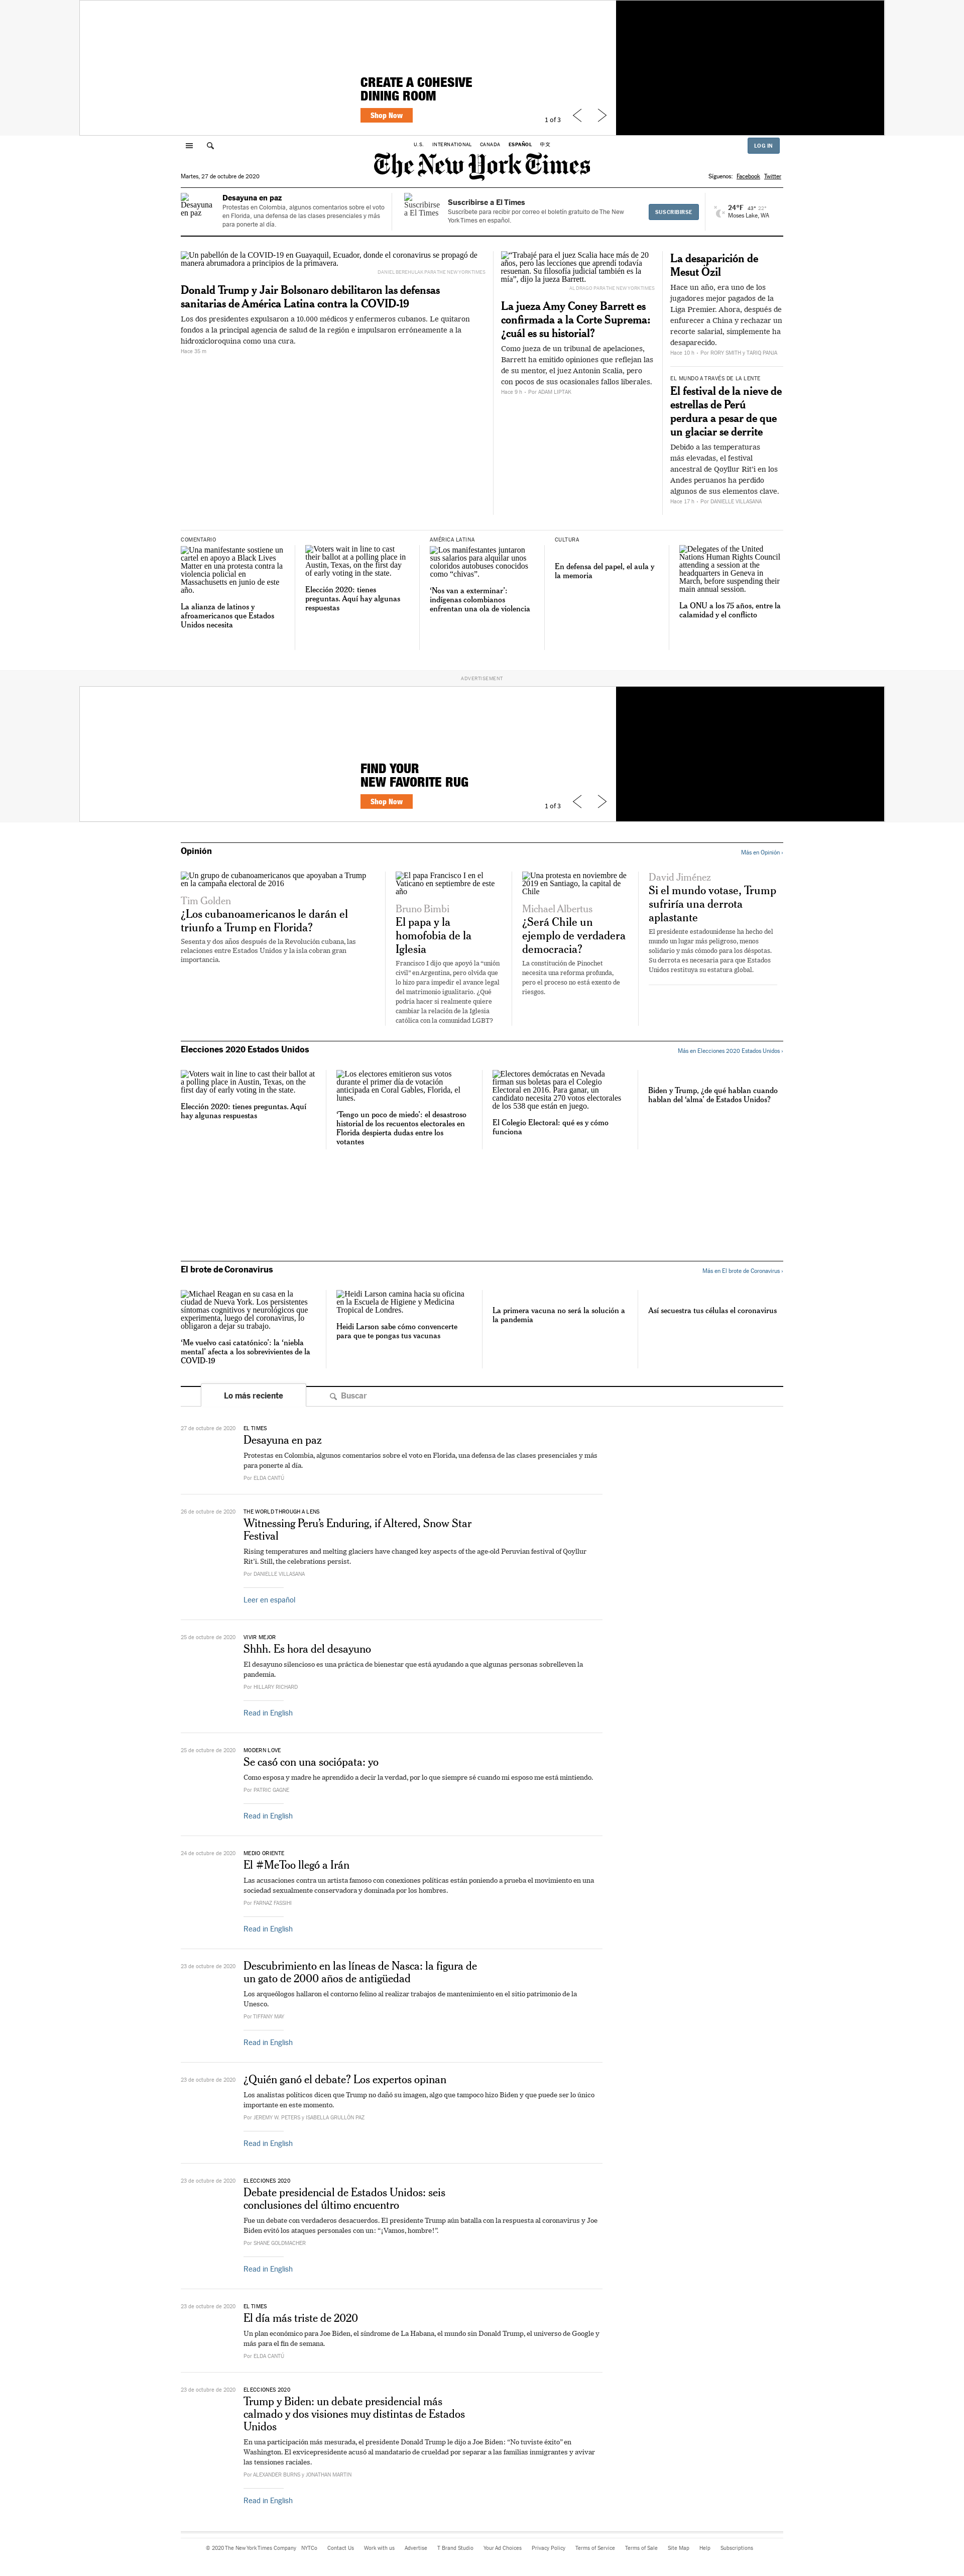 CREATE A COHESIVE
DINING ROOM
Shop Now
1 of 3
U.S. INTERNATIONAL CANADA ESPAÑOL 中文
LOG IN
The New York Times
Martes, 27 de octubre de 2020
Síguenos: Facebook Twitter
Desayuna en paz
Desayuna en paz
Protestas en Colombia, algunos comentarios sobre el voto
en Florida, una defensa de las clases presenciales y más
para ponerte al día.
Suscribirse a El Times
Suscribirse a El Times
Suscríbete para recibir por correo el boletín gratuito de The New
York Times en español.
SUSCRIBIRSE
24°F 43° 22°
Moses Lake, WA
Un pabellón de la COVID-19 en Guayaquil, Ecuador, donde el coronavirus se propagó de
manera abrumadora a principios de la primavera.
DANIEL BEREHULAK PARA THE NEW YORK TIMES
Donald Trump y Jair Bolsonaro debilitaron las defensas
sanitarias de América Latina contra la COVID-19
Los dos presidentes expulsaron a 10.000 médicos y enfermeros cubanos. Le quitaron
fondos a la principal agencia de salud de la región e impulsaron erróneamente a la
hidroxicloriquona como una cura.
Hace 35 m
“Trabajé para el juez Scalia hace más de 20
años, pero las lecciones que aprendí todavía
resuenan. Su filosofía judicial también es la
mía”, dijo la jueza Barrett.
AL DRAGO PARA THE NEW YORK TIMES
La jueza Amy Coney Barrett es
confirmada a la Corte Suprema:
¿cuál es su historial?
Como jueza de un tribunal de apelaciones,
Barrett ha emitido opiniones que reflejan las
de su mentor, el juez Antonin Scalia, pero
con pocos de sus ocasionales fallos liberales.
Hace 9 h - Por ADAM LIPTAK
La desaparición de
Mesut Özil
Hace un año, era uno de los
jugadores mejor pagados de la
Liga Premier. Ahora, después de
enfurecer a China y rechazar un
recorte salarial, simplemente ha
desaparecido.
Hace 10 h - Por RORY SMITH y TARIQ PANJA
EL MUNDO A TRAVÉS DE LA LENTE
El festival de la nieve de
estrellas de Perú
perdura a pesar de que
un glaciar se derrite
Debido a las temperaturas
más elevadas, el festival
ancestral de Qoyllur Rit’i en los
Andes peruanos ha perdido
algunos de sus elementos clave.
Hace 17 h - Por DANIELLE VILLASANA
COMENTARIO
Una manifestante sostiene un
cartel en apoyo a Black Lives
Matter en una protesta contra la
violencia policial en
Massachusetts en junio de este
año.
La alianza de latinos y
afroamericanos que Estados
Unidos necesita
Voters wait in line to cast
their ballot at a polling place in
Austin, Texas, on the first day
of early voting in the state.
Elección 2020: tienes
preguntas. Aquí hay algunas
respuestas
AMÉRICA LATINA
Los manifestantes juntaron
sus salarios para alquilar unos
coloridos autobuses conocidos
como “chivas”.
‘Nos van a exterminar’:
indígenas colombianos
enfrentan una ola de violencia
CULTURA
En defensa del papel, el aula y
la memoria
Delegates of the United
Nations Human Rights Council
attending a session at the
headquarters in Geneva in
March, before suspending their
main annual session.
La ONU a los 75 años, entre la
calamidad y el conflicto
ADVERTISEMENT
FIND YOUR
NEW FAVORITE RUG
Shop Now
1 of 3
Opinión
Más en Opinión ›
Un grupo de cubanoamericanos que apoyaban a Trump
en la campaña electoral de 2016
Tim Golden
¿Los cubanoamericanos le darán el
triunfo a Trump en Florida?
Sesenta y dos años después de la Revolución cubana, las
relaciones entre Estados Unidos y la isla cobran gran
importancia.
El papa Francisco I en el
Vaticano en septiembre de este
año
Bruno Bimbi
El papa y la
homofobia de la
Iglesia
Francisco I dijo que apoyó la “unión
civil” en Argentina, pero olvida que
lo hizo para impedir el avance legal
del matrimonio igualitario. ¿Qué
podría hacer si realmente quiere
cambiar la relación de la Iglesia
católica con la comunidad LGBT?
Una protesta en noviembre de
2019 en Santiago, la capital de
Chile
Michael Albertus
¿Será Chile un
ejemplo de verdadera
democracia?
La constitución de Pinochet
necesita una reforma profunda,
pero el proceso no está exento de
riesgos.
David Jiménez
Si el mundo votase, Trump
sufriría una derrota
aplastante
El presidente estadounidense ha hecho del
mundo un lugar más peligroso, menos
solidario y más cómodo para los déspotas.
Su derrota es necesaria para que Estados
Unidos restituya su estatura global.
Elecciones 2020 Estados Unidos
Más en Elecciones 2020 Estados Unidos ›
Voters wait in line to cast their ballot at
a polling place in Austin, Texas, on the
first day of early voting in the state.
Elección 2020: tienes preguntas. Aquí
hay algunas respuestas
Los electores emitieron sus votos
durante el primer día de votación
anticipada en Coral Gables, Florida, el
lunes.
‘Tengo un poco de miedo’: el desastroso
historial de los recuentos electorales en
Florida despierta dudas entre los
votantes
Electores demócratas en Nevada
firman sus boletas para el Colegio
Electoral en 2016. Para ganar, un
candidato necesita 270 votos electorales
de los 538 que están en juego.
El Colegio Electoral: qué es y cómo
funciona
Biden y Trump, ¿de qué hablan cuando
hablan del ‘alma’ de Estados Unidos?
El brote de Coronavirus
Más en El brote de Coronavirus ›
Michael Reagan en su casa en la
ciudad de Nueva York. Los persistentes
síntomas cognitivos y neurológicos que
experimenta, luego del coronavirus, lo
obligaron a dejar su trabajo.
‘Me vuelvo casi catatónico’: la ‘niebla
mental’ afecta a los sobrevivientes de la
COVID-19
Heidi Larson camina hacia su oficina
en la Escuela de Higiene y Medicina
Tropical de Londres.
Heidi Larson sabe cómo convencerte
para que te pongas tus vacunas
La primera vacuna no será la solución a
la pandemia
Así secuestra tus células el coronavirus
Lo más reciente
Buscar
27 de octubre de 2020
EL TIMES
Desayuna en paz
Protestas en Colombia, algunos comentarios sobre el voto en Florida, una defensa de las clases presenciales y más
para ponerte al día.
Por ELDA CANTÚ
26 de octubre de 2020
THE WORLD THROUGH A LENS
Witnessing Peru’s Enduring, if Altered, Snow Star
Festival
Rising temperatures and melting glaciers have changed key aspects of the age-old Peruvian festival of Qoyllur
Rit’i. Still, the celebrations persist.
Por DANIELLE VILLASANA
Leer en español
25 de octubre de 2020
VIVIR MEJOR
Shhh. Es hora del desayuno
El desayuno silencioso es una práctica de bienestar que está ayudando a que algunas personas sobrelleven la
pandemia.
Por HILLARY RICHARD
Read in English
25 de octubre de 2020
MODERN LOVE
Se casó con una sociópata: yo
Como esposa y madre he aprendido a decir la verdad, por lo que siempre sé cuando mi esposo me está mintiendo.
Por PATRIC GAGNE
Read in English
24 de octubre de 2020
MEDIO ORIENTE
El #MeToo llegó a Irán
Las acusaciones contra un artista famoso con conexiones políticas están poniendo a prueba el movimiento en una
sociedad sexualmente conservadora y dominada por los hombres.
Por FARNAZ FASSIHI
Read in English
23 de octubre de 2020
Descubrimiento en las líneas de Nasca: la figura de
un gato de 2000 años de antigüedad
Los arqueólogos hallaron el contorno felino al realizar trabajos de mantenimiento en el sitio patrimonio de la
Unesco.
Por TIFFANY MAY
Read in English
23 de octubre de 2020
¿Quién ganó el debate? Los expertos opinan
Los analistas políticos dicen que Trump no dañó su imagen, algo que tampoco hizo Biden y que puede ser lo único
importante en este momento.
Por JEREMY W. PETERS y ISABELLA GRULLÓN PAZ
Read in English
23 de octubre de 2020
ELECCIONES 2020
Debate presidencial de Estados Unidos: seis
conclusiones del último encuentro
Fue un debate con verdaderos desacuerdos. El presidente Trump aún batalla con la respuesta al coronavirus y Joe
Biden evitó los ataques personales con un: “¡Vamos, hombre!”.
Por SHANE GOLDMACHER
Read in English
23 de octubre de 2020
EL TIMES
El día más triste de 2020
Un plan económico para Joe Biden, el síndrome de La Habana, el mundo sin Donald Trump, el universo de Google y
más para el fin de semana.
Por ELDA CANTÚ
23 de octubre de 2020
ELECCIONES 2020
Trump y Biden: un debate presidencial más
calmado y dos visiones muy distintas de Estados
Unidos
En una participación más mesurada, el presidente Donald Trump le dijo a Joe Biden: “No tuviste éxito” en
Washington. El exvicepresidente acusó al mandatario de crueldad por separar a las familias inmigrantes y avivar
las tensiones raciales.
Por ALEXANDER BURNS y JONATHAN MARTIN
Read in English
© 2020 The New York Times Company NYTCo Contact Us Work with us Advertise T Brand Studio Your Ad Choices Privacy Policy Terms of Service Terms of Sale Site Map Help Subscriptions